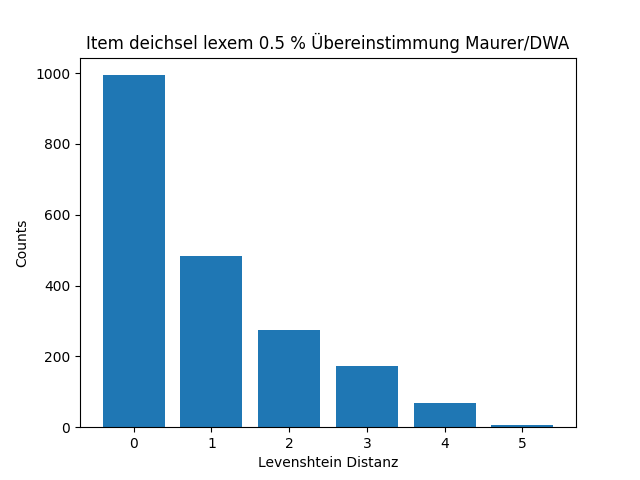 Item deichsel lexem 0.5 % Übereinstimmung Maurer/DWA
1000
800
600
400
200
0
Counts
0 1 2 3 4 5
Levenshtein Distanz